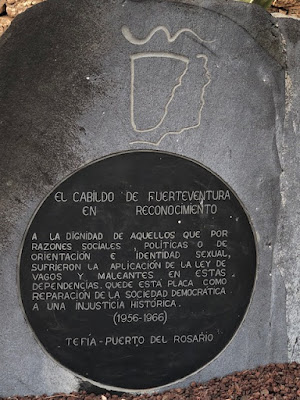 EL CABILDO DE FUERTEVENTURA
EN RECONOCIMIENTO
A LA DIGNIDAD DE AQUELLOS QUE POR
RAZONES SOCIALES, POLÍTICAS O DE
ORIENTACIÓN E IDENTIDAD SEXUAL,
SUFRIERON LA APLICACIÓN DE LA LEY DE
VAGOS Y MALEANTES EN ESTAS
DEPENDENCIAS. QUEDE ESTA PLACA COMO
REPARACIÓN DE LA SOCIEDAD DEMOCRÁTICA
A UNA INJUSTICIA HISTÓRICA.
(1956-1966)
TEFÍA - PUERTO DEL ROSARIO